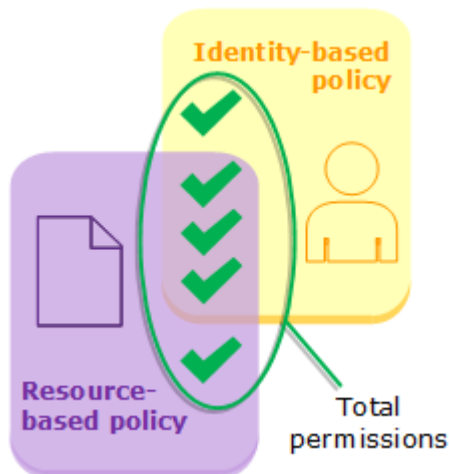 Identity-based
policy
Resource-
based policy
Total
permissions